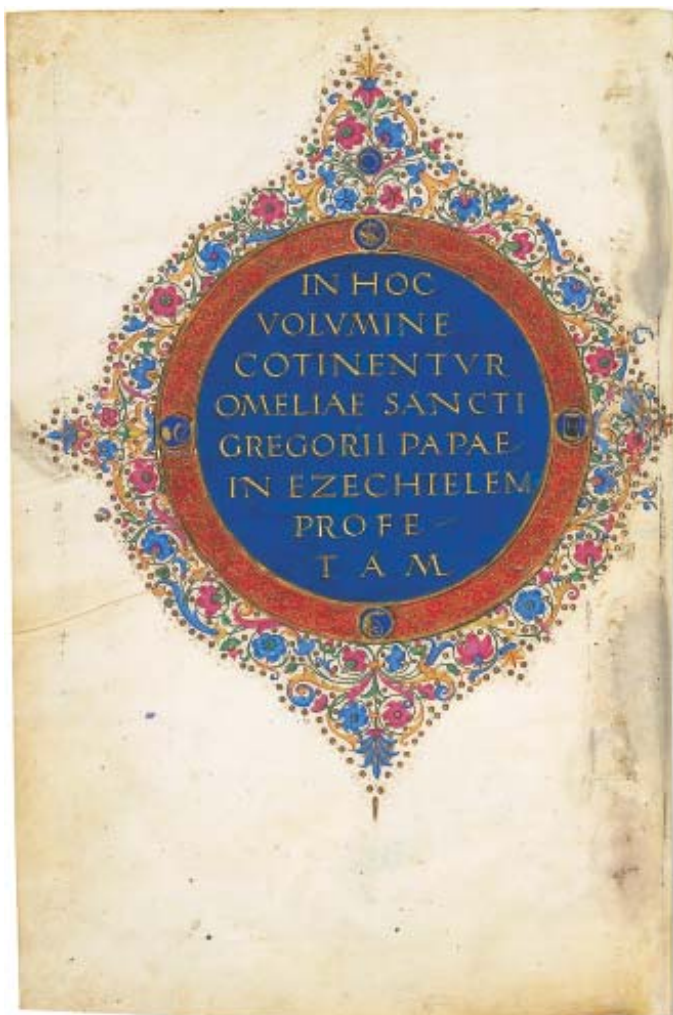 IN HOC
VOLVMINE
COTINENTVR
OMELIAE SANCTI
GREGORII PAPAE
IN EZECHIELEM
PROFE-
TAM